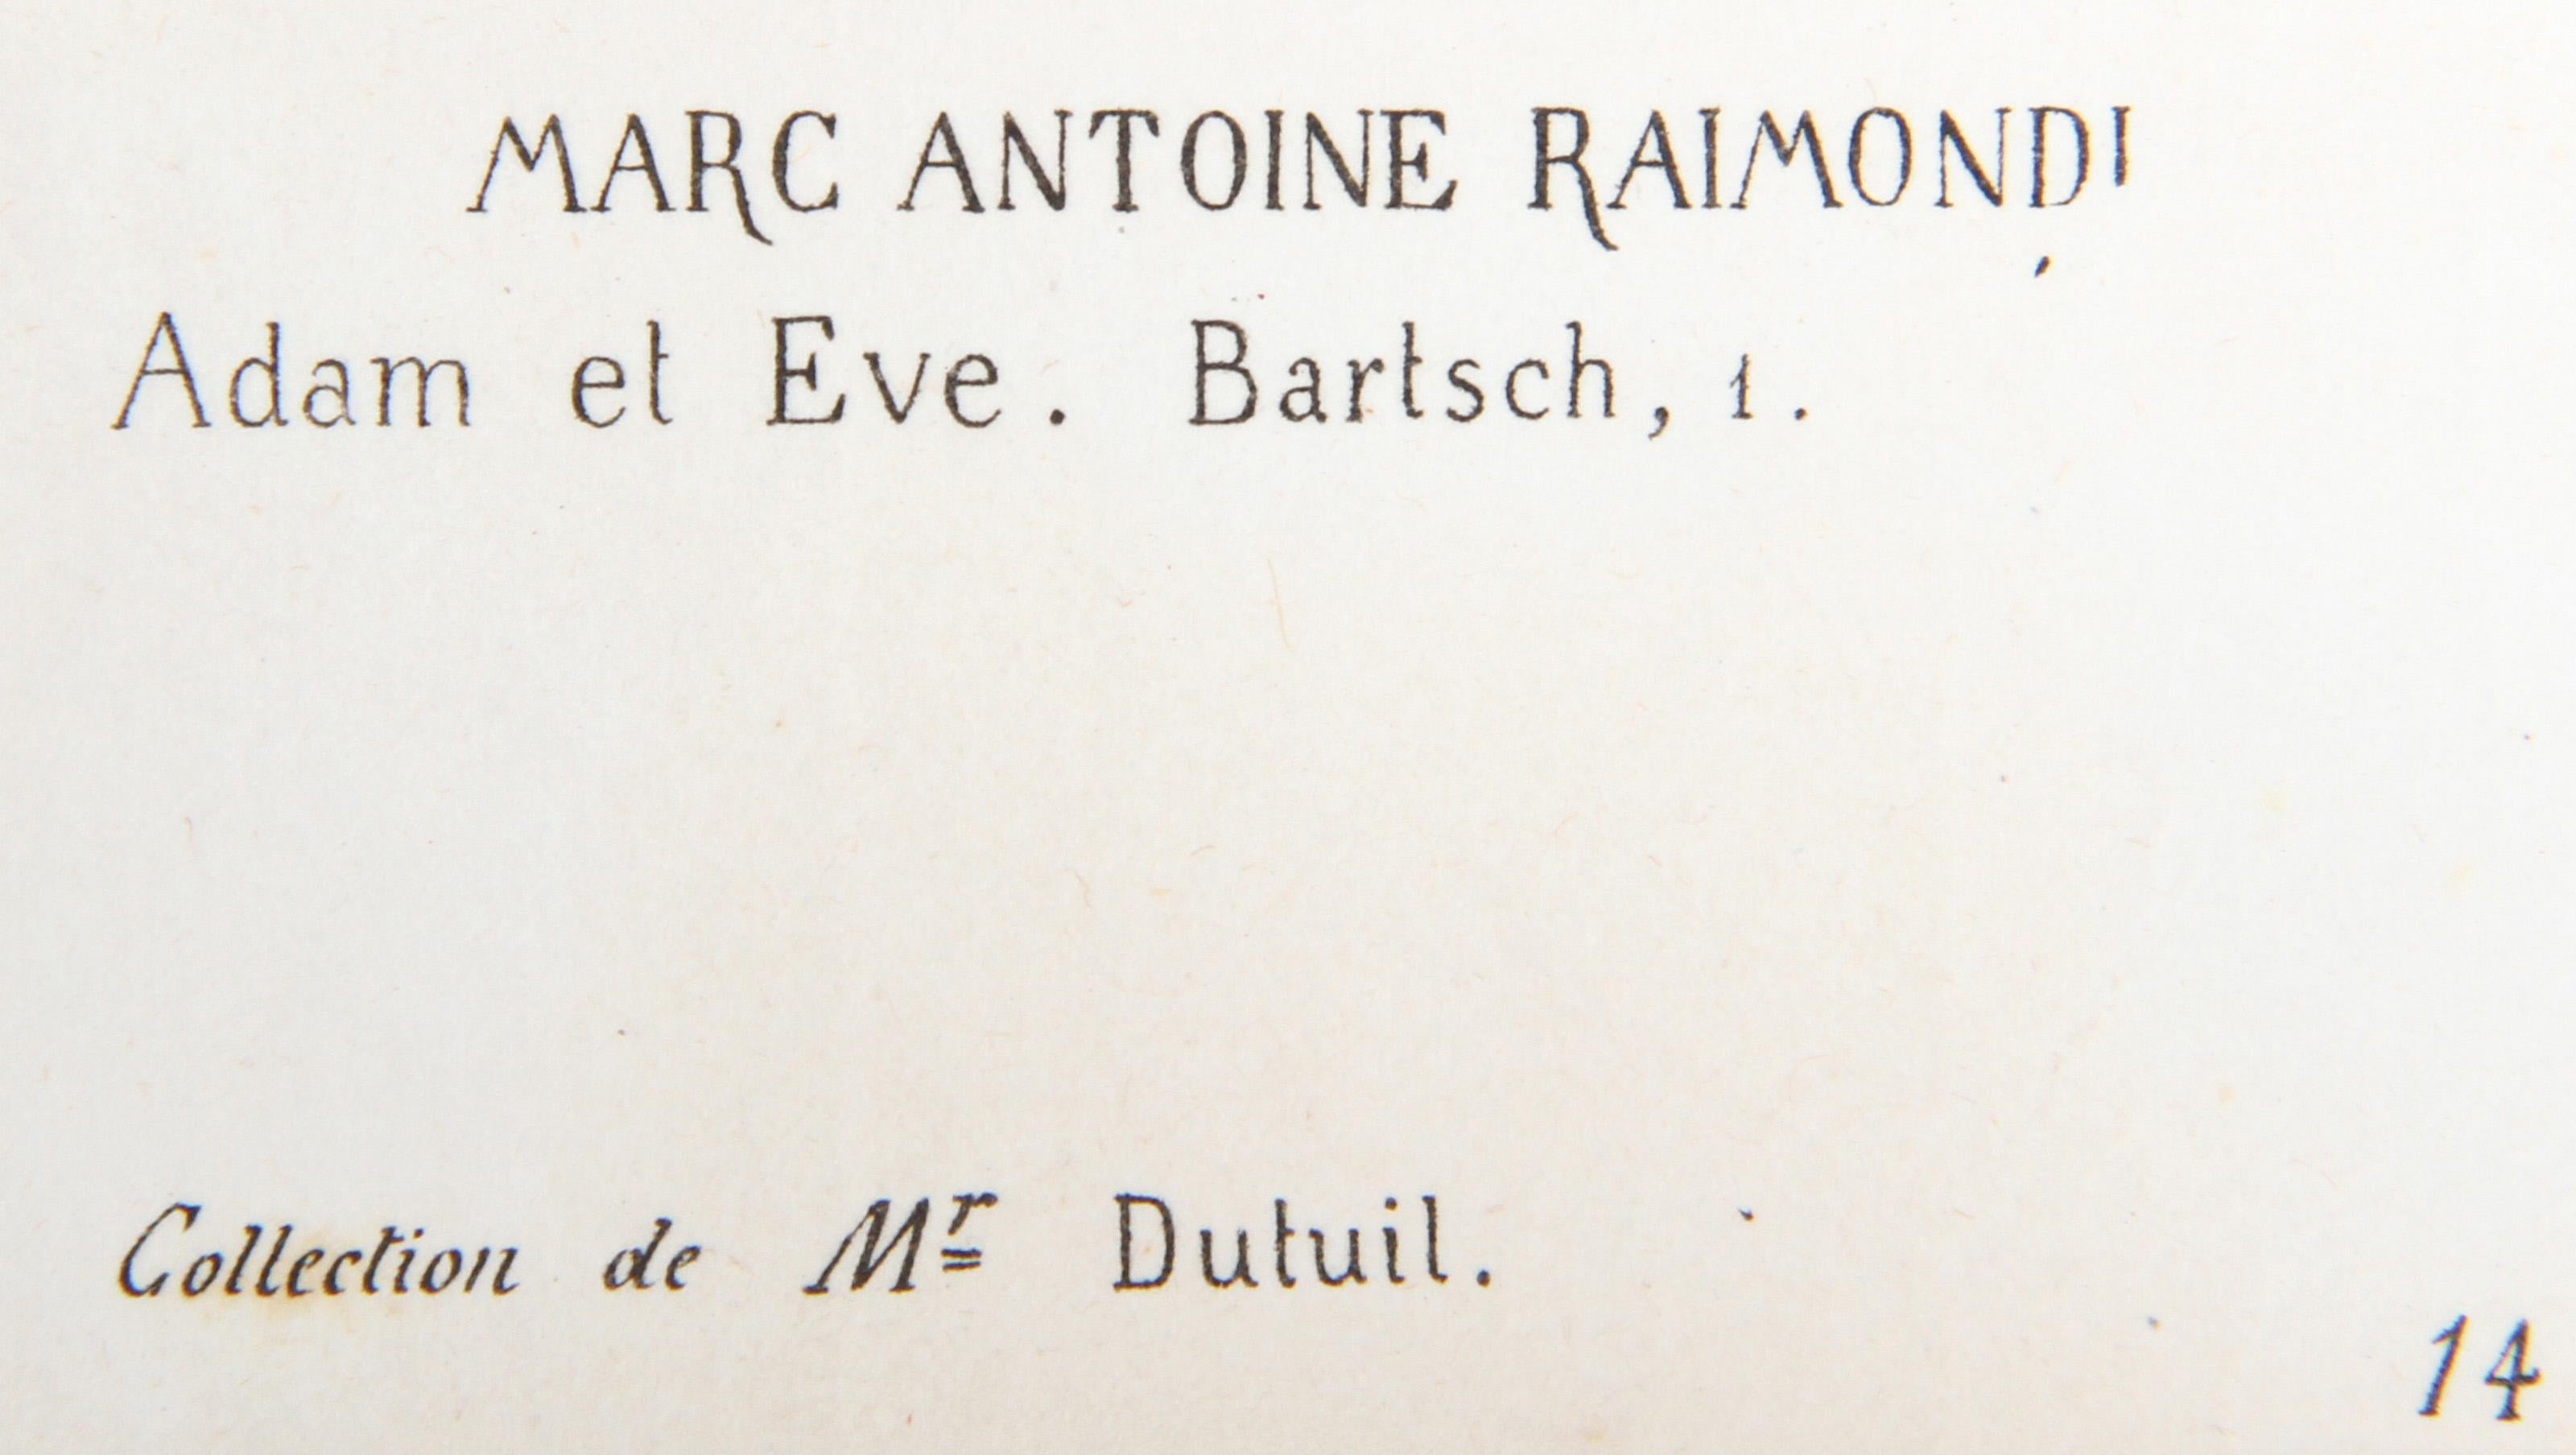 MARC ANTOINE RAIMONDI
Adam et Eve. Bartsch, 1.
Collection de Mr Dutuil.
14